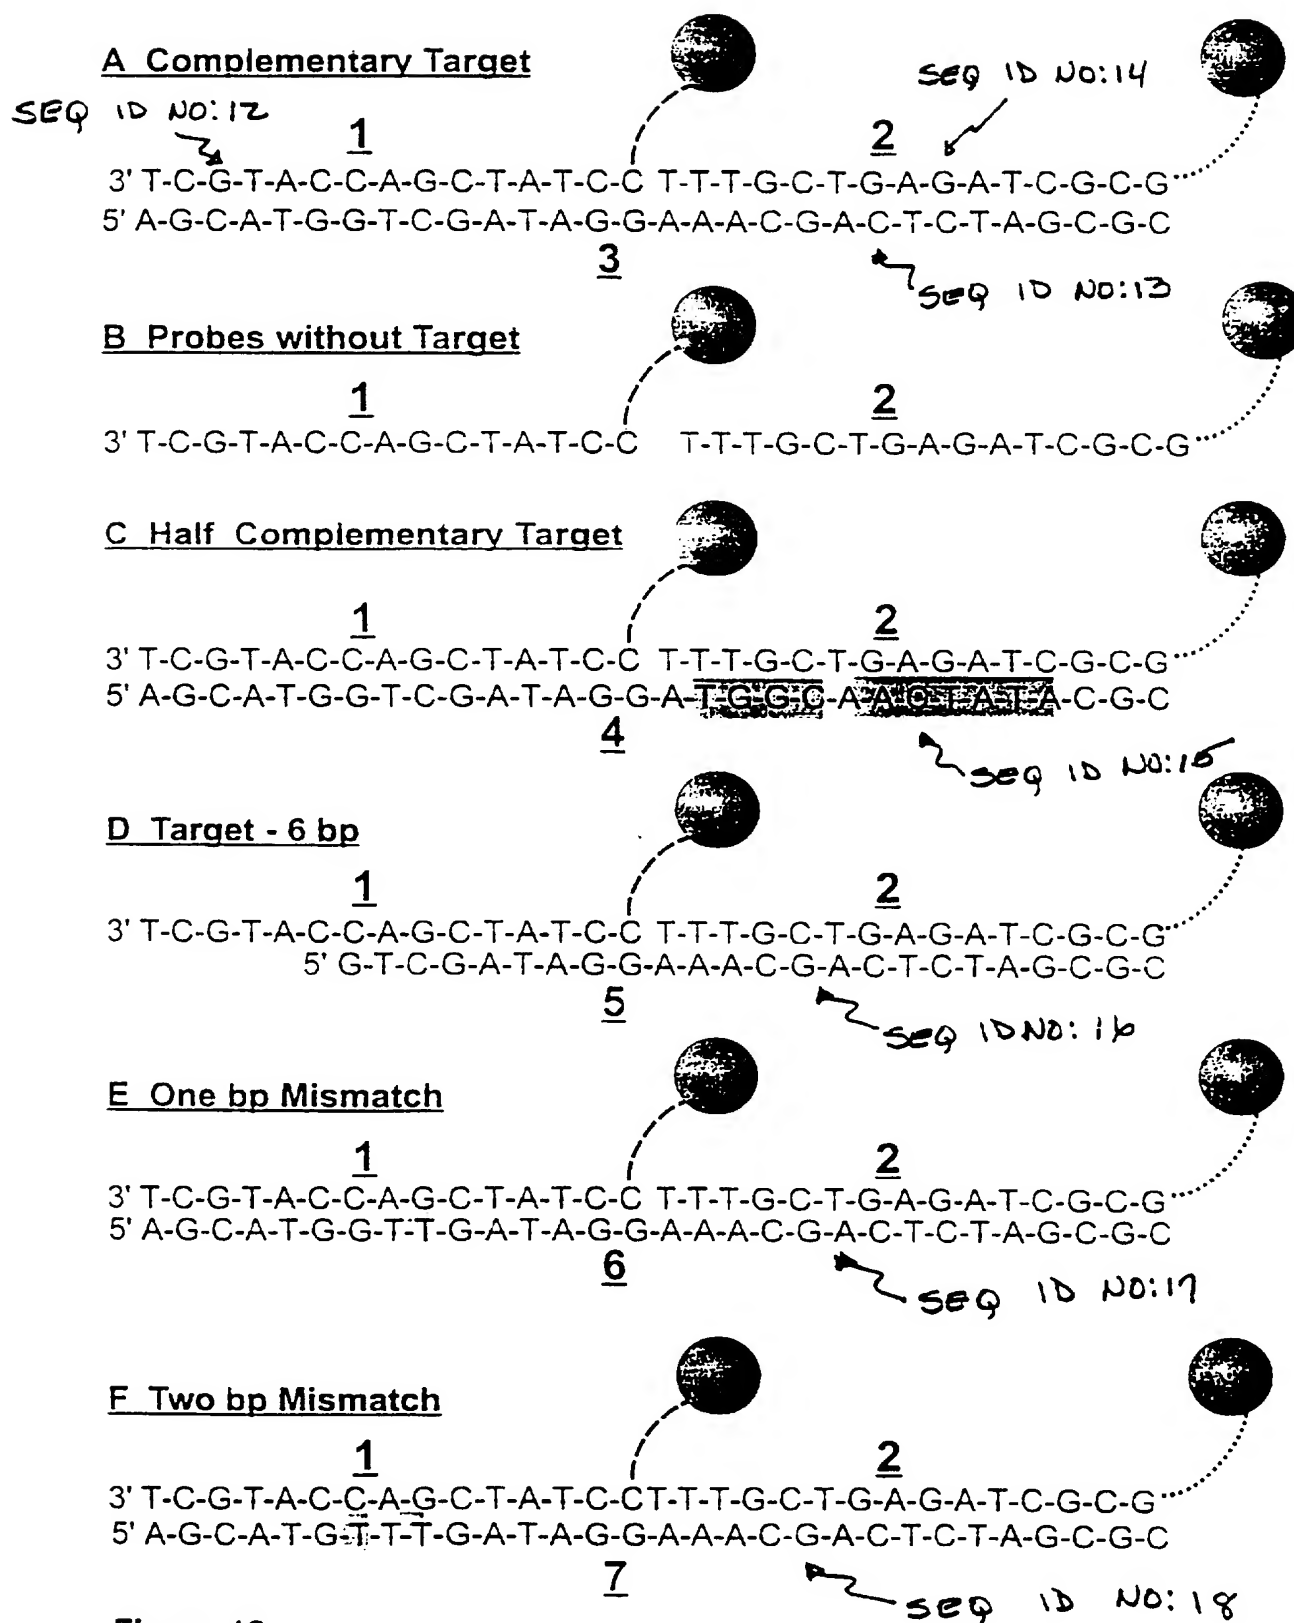 A Complementary Target
SEQ ID NO:14
SEQ ID NO:12
1 2
3' T-C-G-T-A-C-C-A-G-C-T-A-T-C-C T-T-T-G-C-T-G-A-G-A-T-C-G-C-G
5' A-G-C-A-T-G-G-T-C-G-A-T-A-G-G-A-A-A-C-G-A-C-T-C-T-A-G-C-G-C
3
SEQ ID NO:13
B Probes without Target
1 2
3' T-C-G-T-A-C-C-A-G-C-T-A-T-C-C T-T-T-G-C-T-G-A-G-A-T-C-G-C-G
C Half Complementary Target
1 2
3' T-C-G-T-A-C-C-A-G-C-T-A-T-C-C T-T-T-G-C-T-G-A-G-A-T-C-G-C-G
5' A-G-C-A-T-G-G-T-C-G-A-T-A-G-G-A-T-G-G-C-A-A-C-T-A-T-A-C-G-C
4
SEQ ID NO:15
D Target - 6 bp
1 2
3' T-C-G-T-A-C-C-A-G-C-T-A-T-C-C T-T-T-G-C-T-G-A-G-A-T-C-G-C-G
5' G-T-C-G-A-T-A-G-G-A-A-A-C-G-A-C-T-C-T-A-G-C-G-C
5
SEQ ID NO: 16
E One bp Mismatch
1 2
3' T-C-G-T-A-C-C-A-G-C-T-A-T-C-C T-T-T-G-C-T-G-A-G-A-T-C-G-C-G
5' A-G-C-A-T-G-G-T-T-G-A-T-A-G-G-A-A-A-C-G-A-C-T-C-T-A-G-C-G-C
6
SEQ ID NO:17
F Two bp Mismatch
1 2
3' T-C-G-T-A-C-C-A-G-C-T-A-T-C-C-T-T-T-G-C-T-G-A-G-A-T-C-G-C-G
5' A-G-C-A-T-G-T-T-T-G-A-T-A-G-G-A-A-A-C-G-A-C-T-C-T-A-G-C-G-C
7
SEQ ID NO: 18